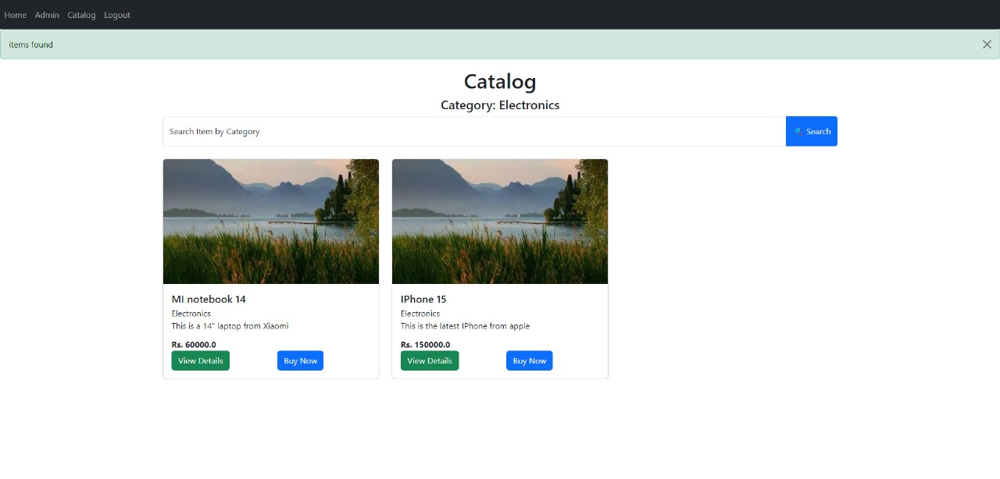 Home Admin Catalog Logout
items found
Catalog
Category: Electronics
Search Item by Category
Search
MI notebook 14
Electronics
This is a 14" laptop from Xiaomi
Rs. 60000.0
View Details Buy Now
IPhone 15
Electronics
This is the latest IPhone from apple
Rs. 150000.0
View Details Buy Now